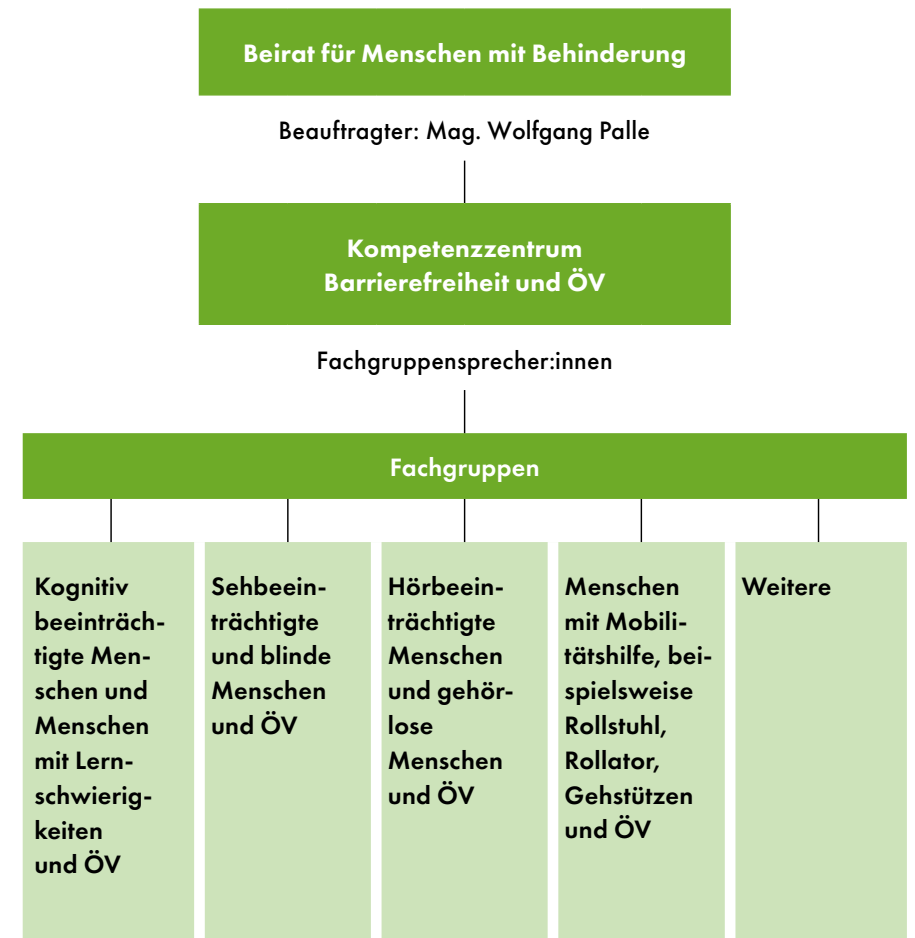 Beirat für Menschen mit Behinderung
Beauftragter: Mag. Wolfgang Palle
Kompetenzzentrum
Barrierefreiheit und ÖV
Fachgruppensprecher:innen
Fachgruppen
Kognitiv
beeinträch-
tigte Men-
schen und
Menschen
mit Lern-
schwierig-
keiten
und ÖV
Sehbeein-
trächtigte
und blinde
Menschen
und ÖV
Hörbeein-
trächtigte
Menschen
und gehör-
lose
Menschen
und ÖV
Menschen
mit Mobili-
tätshilfe, bei-
spielsweise
Rollstuhl,
Rollator,
Gehstützen
und ÖV
Weitere